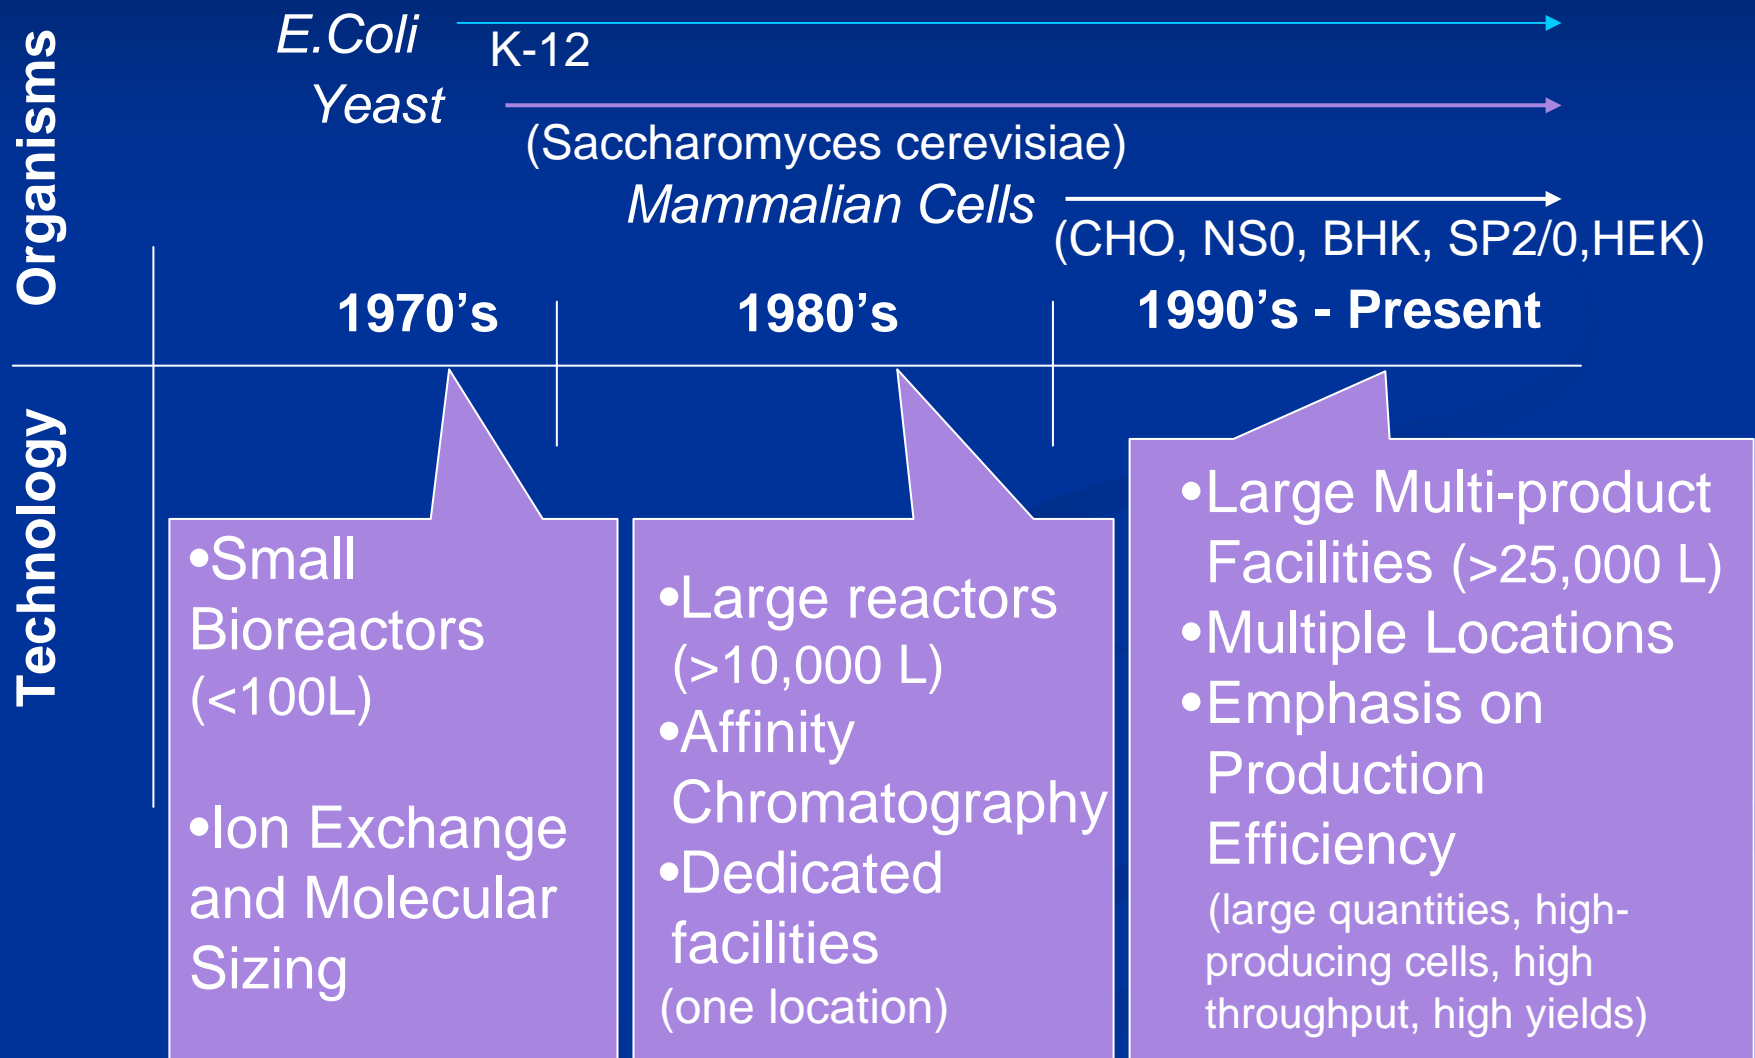 Organisms
E.Coli
K-12
Yeast
(Saccharomyces cerevisiae)
Mammalian Cells
(CHO, NS0, BHK, SP2/0,HEK)
1970's
1980's
1990's - Present
Technology
•Small
Bioreactors
(<100L)
•Ion Exchange
and Molecular
Sizing
•Large reactors
(>10,000 L)
•Affinity
Chromatography
•Dedicated
facilities
(one location)
•Large Multi-product
Facilities (>25,000 L)
•Multiple Locations
•Emphasis on
Production
Efficiency
(large quantities, high-
producing cells, high
throughput, high yields)